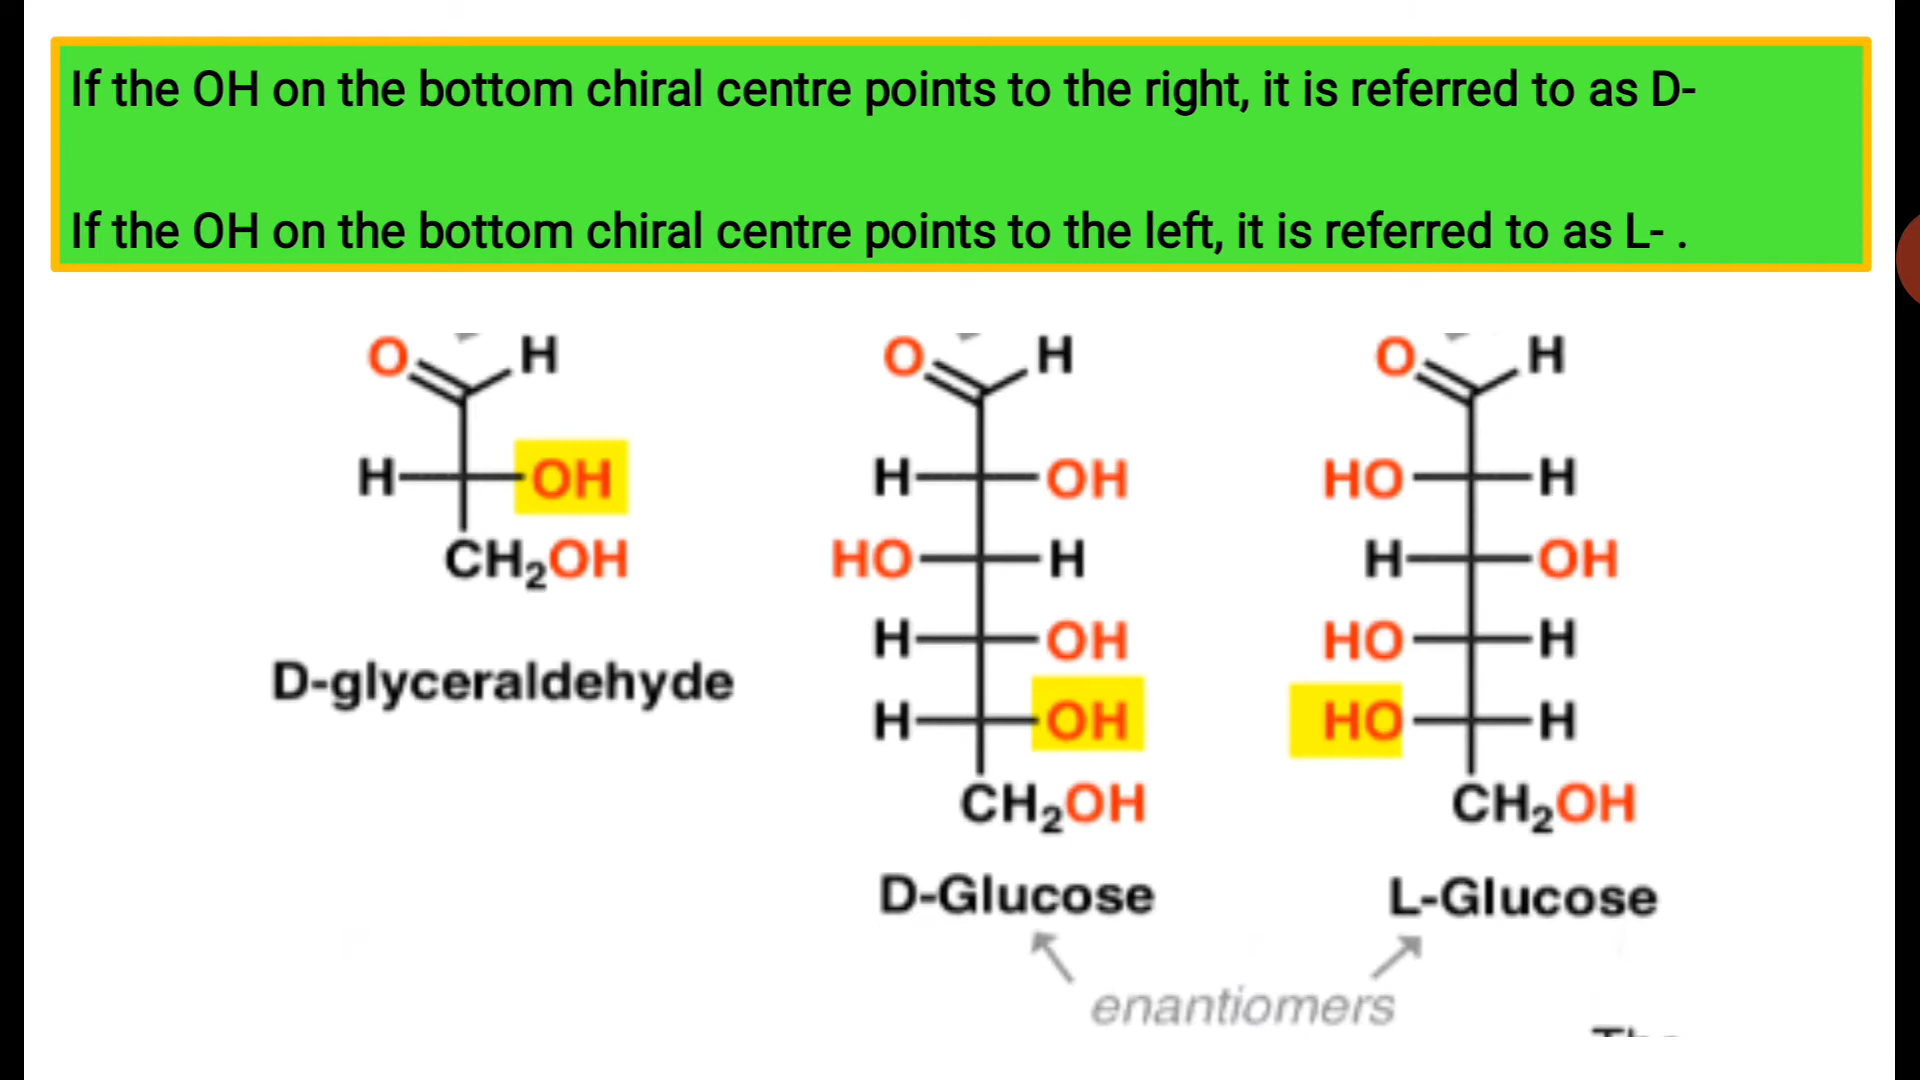 If the OH on the bottom chiral centre points to the right, it is referred to as D-
If the OH on the bottom chiral centre points to the left, it is referred to as L- .
O H O H O H
H OH H OH HO H
CH₂OH HO H H OH
H OH HO H
D-glyceraldehyde
H OH HO H
CH₂OH CH₂OH
D-Glucose L-Glucose
enantiomers